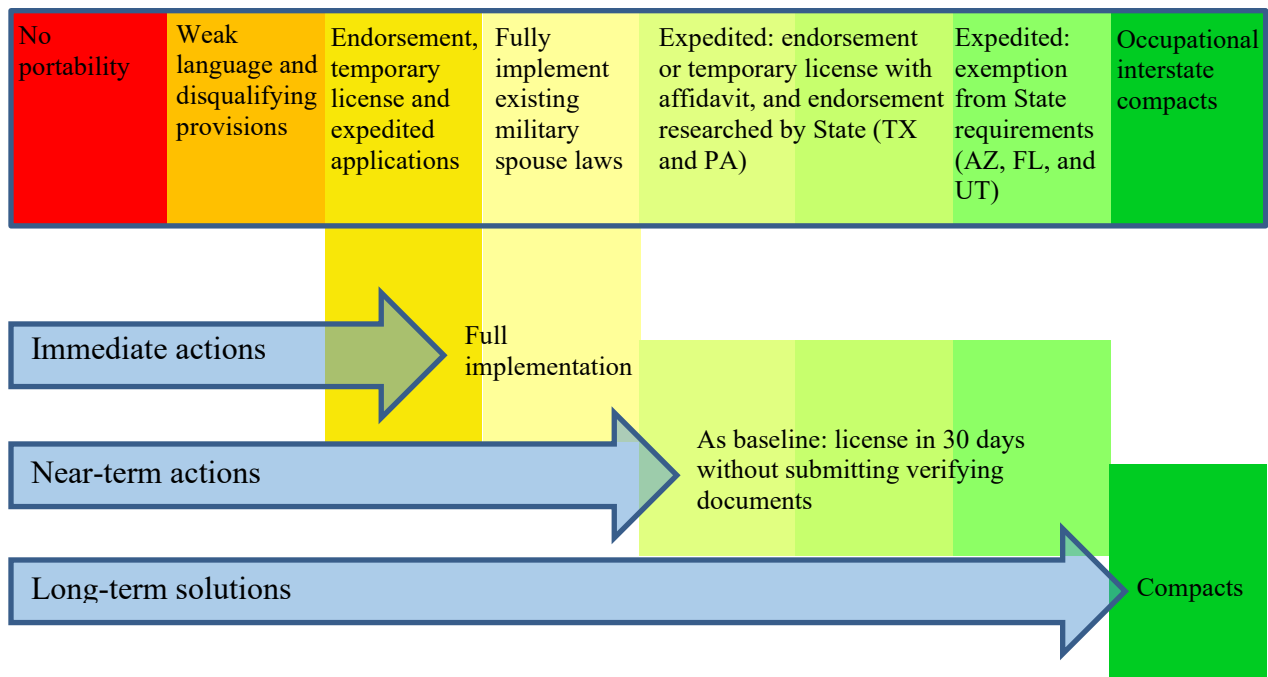 No
portability
Weak
language and
disqualifying
provisions
Endorsement,
temporary
license and
expedited
applications
Fully
implement
existing
military
spouse laws
Expedited: endorsement
or temporary license with
affidavit, and endorsement
researched by State (TX
and PA)
Expedited:
exemption
from State
requirements
(AZ, FL, and
UT)
Occupational
interstate
compacts
Immediate actions
Full
implementation
Near-term actions
As baseline: license in 30 days
without submitting verifying
documents
Long-term solutions
Compacts